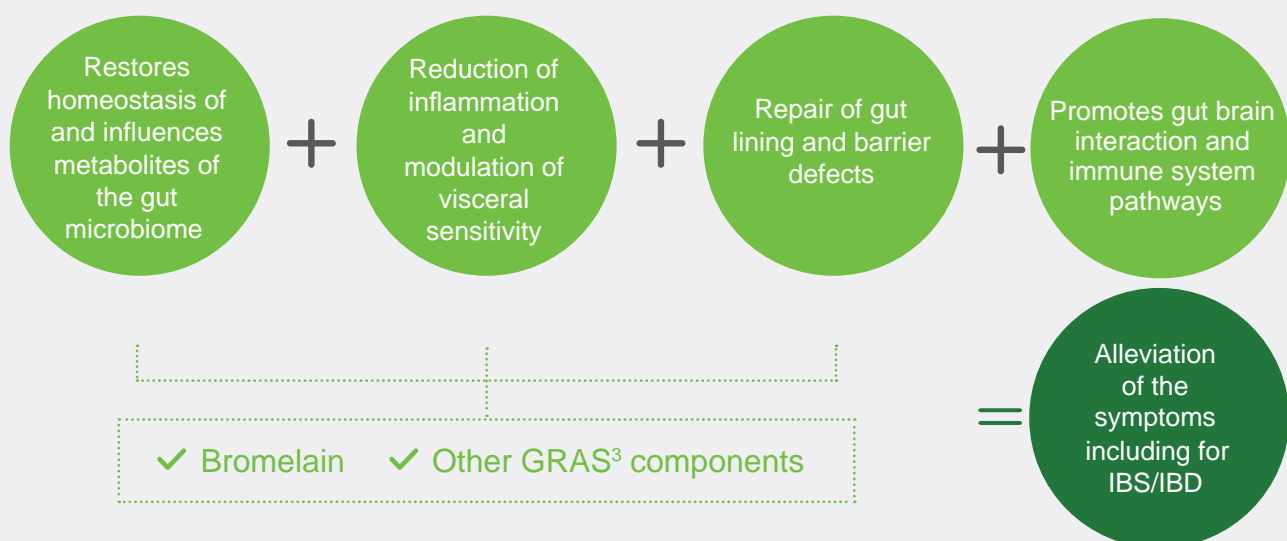 Restores
homeostasis of
and influences
metabolites of
the gut
microbiome
+
Reduction of
inflammation
and
modulation of
visceral
sensitivity
+
Repair of gut
lining and barrier
defects
+
Promotes gut brain
interaction and
immune system
pathways
✓ Bromelain ✓ Other GRAS³ components
=
Alleviation
of the
symptoms
including for
IBS/IBD